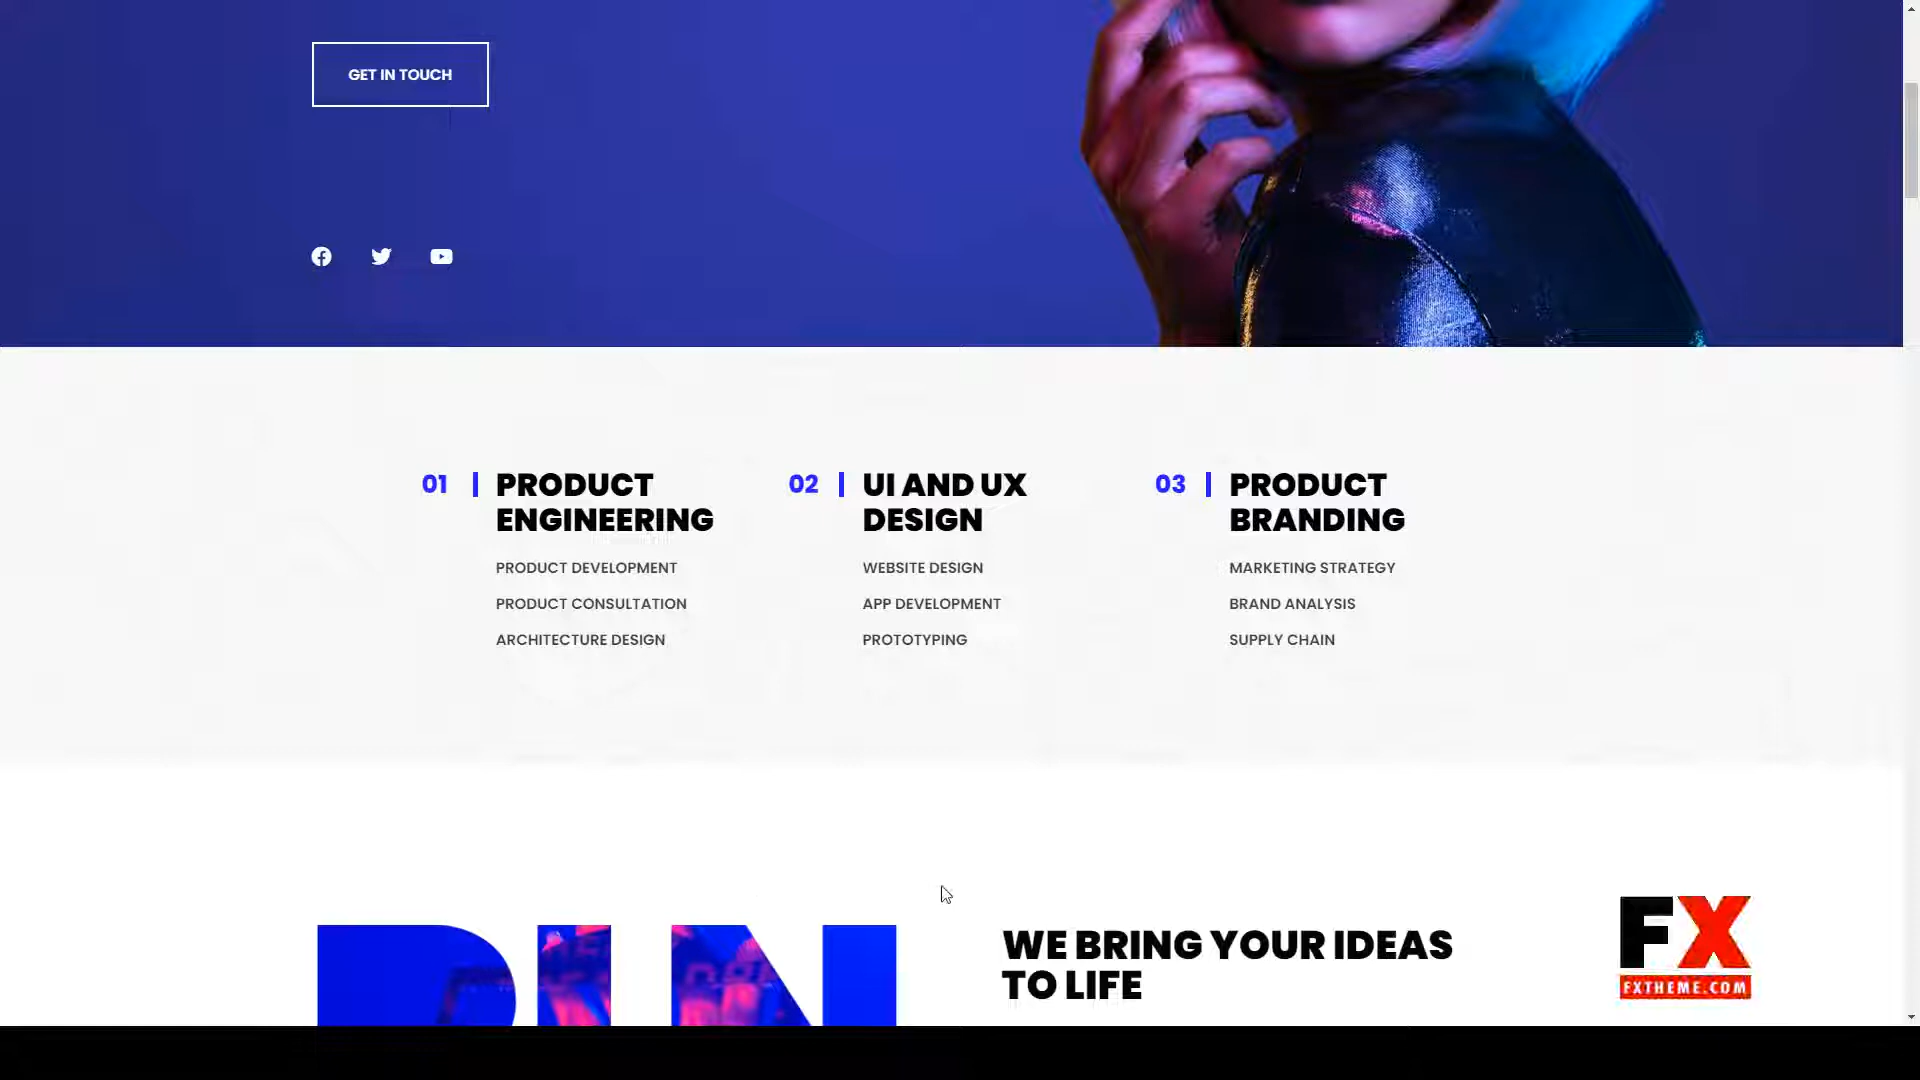 GET IN TOUCH
01
PRODUCT
ENGINEERING
PRODUCT DEVELOPMENT
PRODUCT CONSULTATION
ARCHITECTURE DESIGN
02
UI AND UX
DESIGN
WEBSITE DESIGN
APP DEVELOPMENT
PROTOTYPING
03
PRODUCT
BRANDING
MARKETING STRATEGY
BRAND ANALYSIS
SUPPLY CHAIN
WE BRING YOUR IDEAS
TO LIFE
FX
FXTHEME.COM